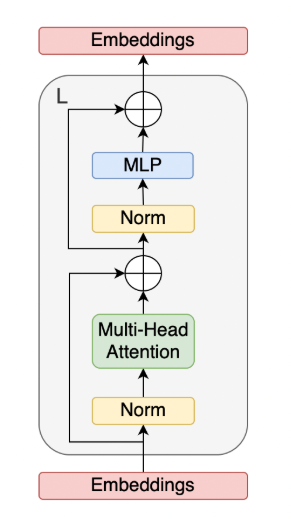 Embeddings
L
MLP
Norm
Multi-Head
Attention
Norm
Embeddings